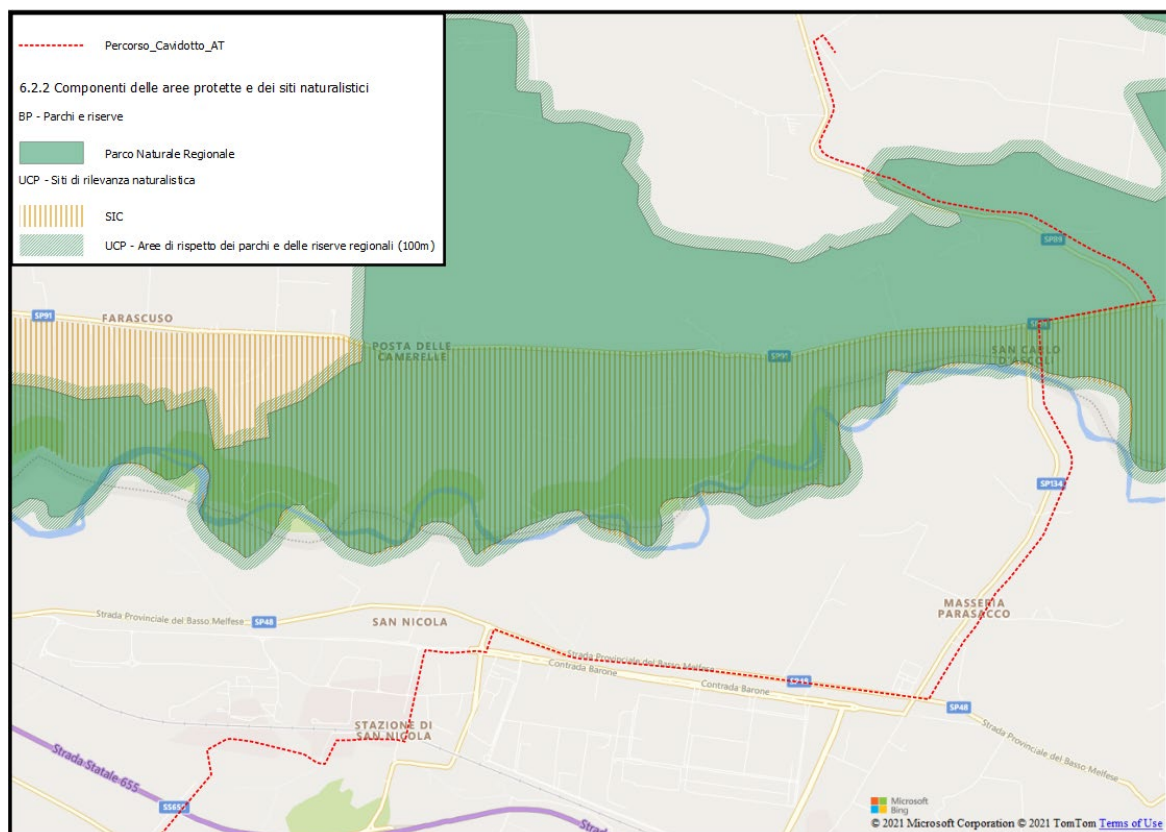 Percorso_Cavidotto_AT
6.2.2 Componenti delle aree protette e dei siti naturalistici
BP - Parchi e riserve
Parco Naturale Regionale
UCP - Siti di rilevanza naturalistica
SIC
UCP - Aree di rispetto dei parchi e delle riserve regionali (100m)
SP89
SP91
FARASCUSO
POSTA DELLE
CAMERELLE
SP91
SAN CARLO
D'ASCOLI
SP134
MASSERIA
PARASACCO
Strada Provinciale del Basso Melfese
SP48
SAN NICOLA
Strada Provinciale del Basso Melfese
Contrada Barone
Contrada Barone
SP48
Strada Provinciale del Basso Melfese
STAZIONE DI
SAN NICOLA
Strada Statale 655
SS655
Microsoft
Bing
© 2021 Microsoft Corporation © 2021 TomTom Terms of Use